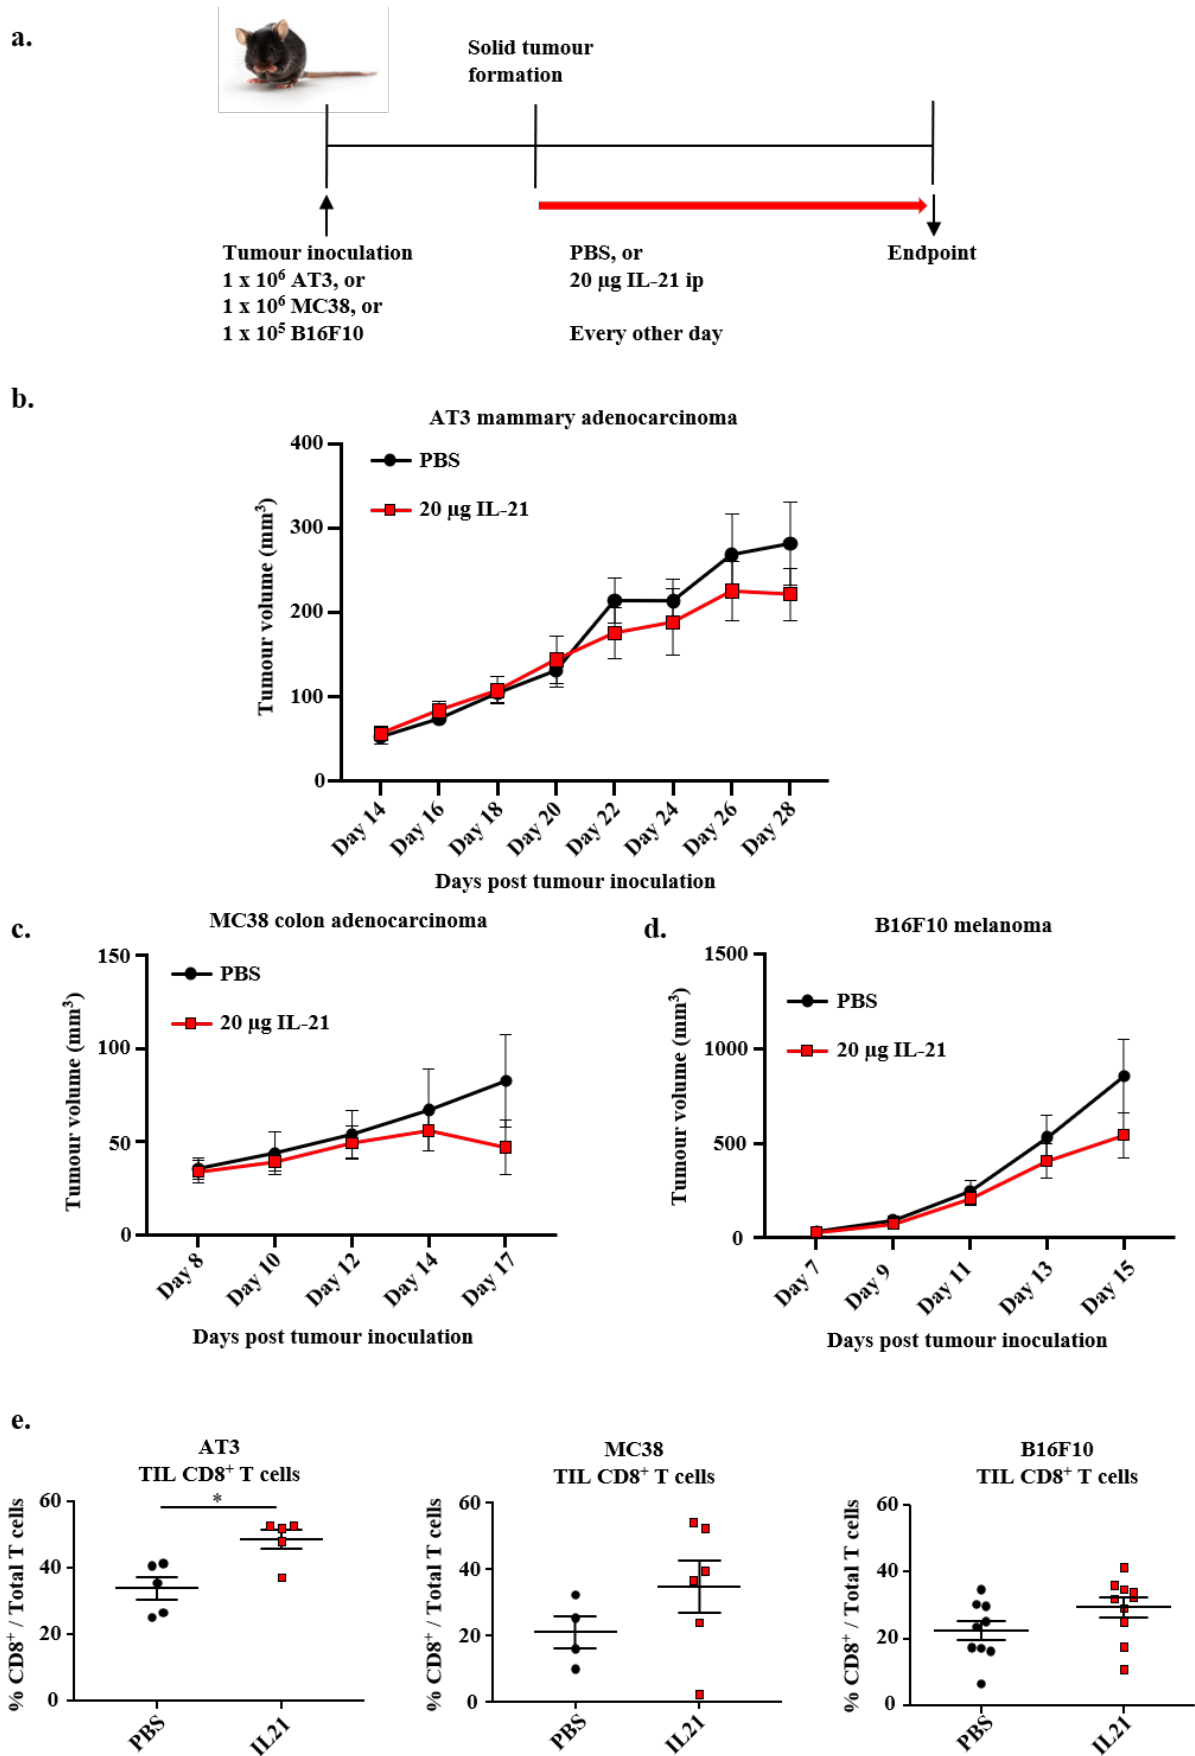 a.
Solid tumour
formation
Tumour inoculation
1 x 10⁶ AT3, or
1 x 10⁶ MC38, or
1 x 10⁵ B16F10
PBS, or
20 μg IL-21 ip
Every other day
Endpoint
b.
AT3 mammary adenocarcinoma
PBS
20 μg IL-21
Tumour volume (mm³)
400
300
200
100
0
Day 14
Day 16
Day 18
Day 20
Day 22
Day 24
Day 26
Day 28
Days post tumour inoculation
c.
MC38 colon adenocarcinoma
PBS
20 μg IL-21
Tumour volume (mm³)
150
100
50
0
Day 8
Day 10
Day 12
Day 14
Day 17
Days post tumour inoculation
d.
B16F10 melanoma
PBS
20 μg IL-21
Tumour volume (mm³)
1500
1000
500
0
Day 7
Day 9
Day 11
Day 13
Day 15
Days post tumour inoculation
e.
AT3
TIL CD8⁺ T cells
*
% CD8⁺ / Total T cells
60
40
20
0
PBS
IL21
MC38
TIL CD8⁺ T cells
% CD8⁺ / Total T cells
60
40
20
0
PBS
IL21
B16F10
TIL CD8⁺ T cells
% CD8⁺ / Total T cells
60
40
20
0
PBS
IL21